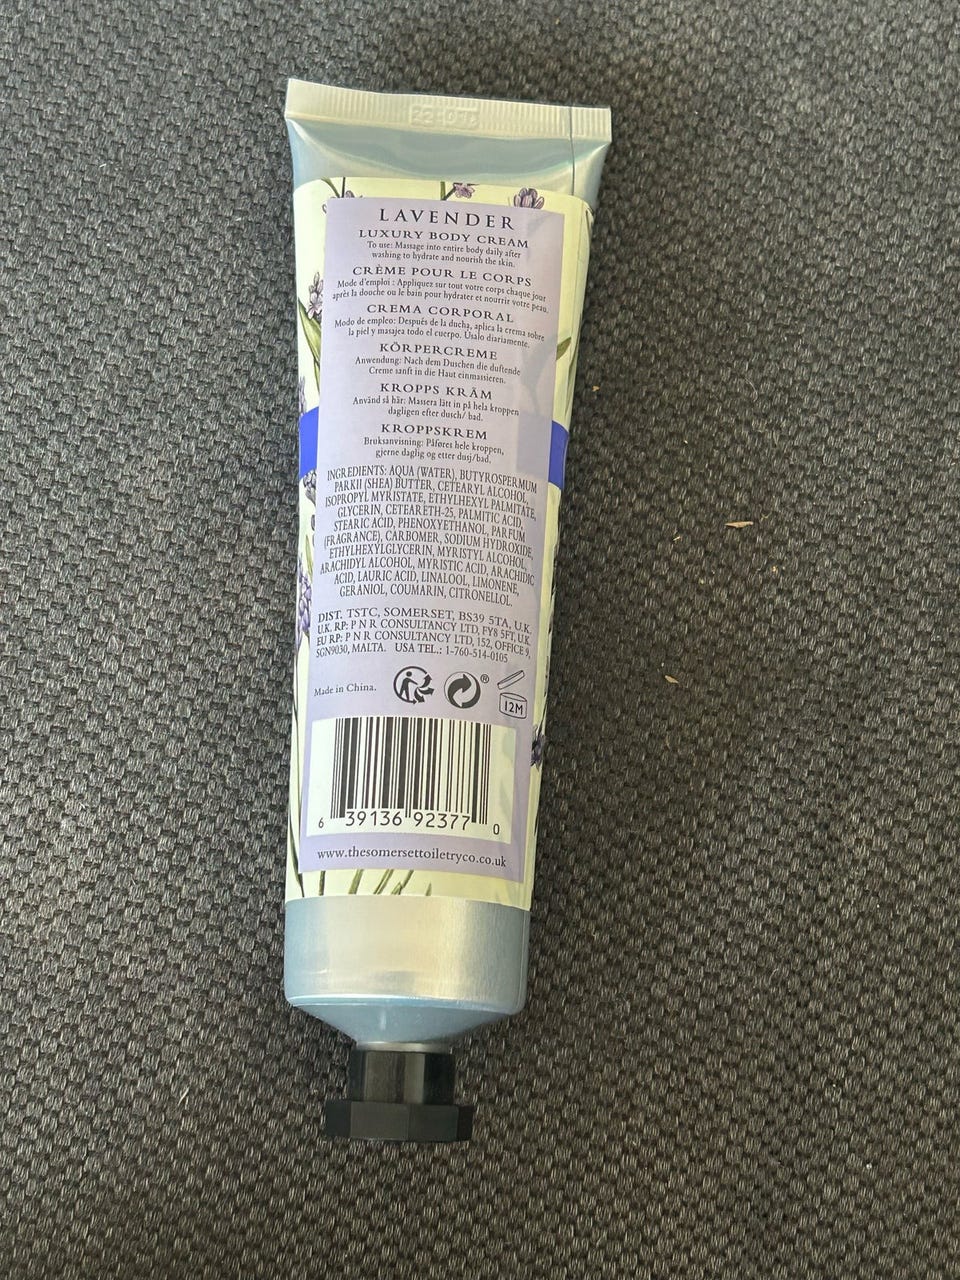 LAVENDER
LUXURY BODY CREAM
To use: Massage into entire body daily after
washing to hydrate and nourish the skin.
CRÈME POUR LE CORPS
Mode d'emploi : Appliquez sur tout votre corps chaque jour
après la douche ou le bain pour hydrater et nourrir votre peau.
CREMA CORPORAL
Modo de empleo: Después de la ducha, aplica la crema sobre
la piel y masajea todo el cuerpo. Úsalo diariamente.
KÖRPERCREME
Anwendung: Nach dem Duschen die duftende
Creme sanft in die Haut einmassieren.
KROPPS KRÄM
Använd så här: Massera lätt in på hela kroppen
dagligen efter dusch/ bad.
KROPPSKREM
Bruksanvisning: Påføres hele kroppen,
gjerne daglig og etter dusj/bad.
INGREDIENTS: AQUA (WATER), BUTYROSPERMUM
PARKII (SHEA) BUTTER, CETEARYL ALCOHOL,
ISOPROPYL MYRISTATE, ETHYLHEXYL PALMITATE,
GLYCERIN, CETEARETH-25, PALMITIC ACID,
STEARIC ACID, PHENOXYETHANOL, PARFUM
(FRAGRANCE), CARBOMER, SODIUM HYDROXIDE,
ETHYLHEXYLGLYCERIN, MYRISTYL ALCOHOL,
ARACHIDYL ALCOHOL, MYRISTIC ACID, ARACHIDIC
ACID, LAURIC ACID, LINALOOL, LIMONENE,
GERANIOL, COUMARIN, CITRONELLOL.
DIST. TSTC, SOMERSET, BS39 5TA, U.K.
U.K. RP: P N R CONSULTANCY LTD, FY8 5FT, U.K.
EU RP: P N R CONSULTANCY LTD, 152, OFFICE 9,
SGN9030, MALTA. USA TEL.: 1-760-514-0105
Made in China.
®
12M
6 39136 92377 0
www.thesomersettoiletryco.co.uk